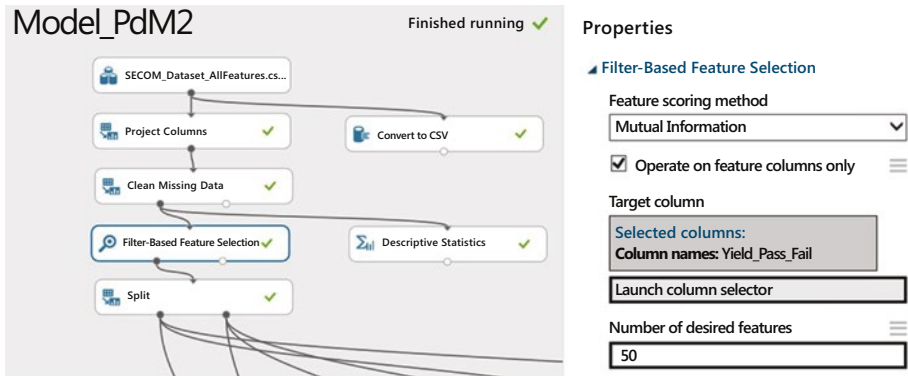 Model_PdM2
Finished running
SECOM_Dataset_AllFeatures.cs...
Project Columns
Convert to CSV
Clean Missing Data
Filter-Based Feature Selection
Descriptive Statistics
Split
Properties
Filter-Based Feature Selection
Feature scoring method
Mutual Information
Operate on feature columns only
Target column
Selected columns:
Column names: Yield_Pass_Fail
Launch column selector
Number of desired features
50